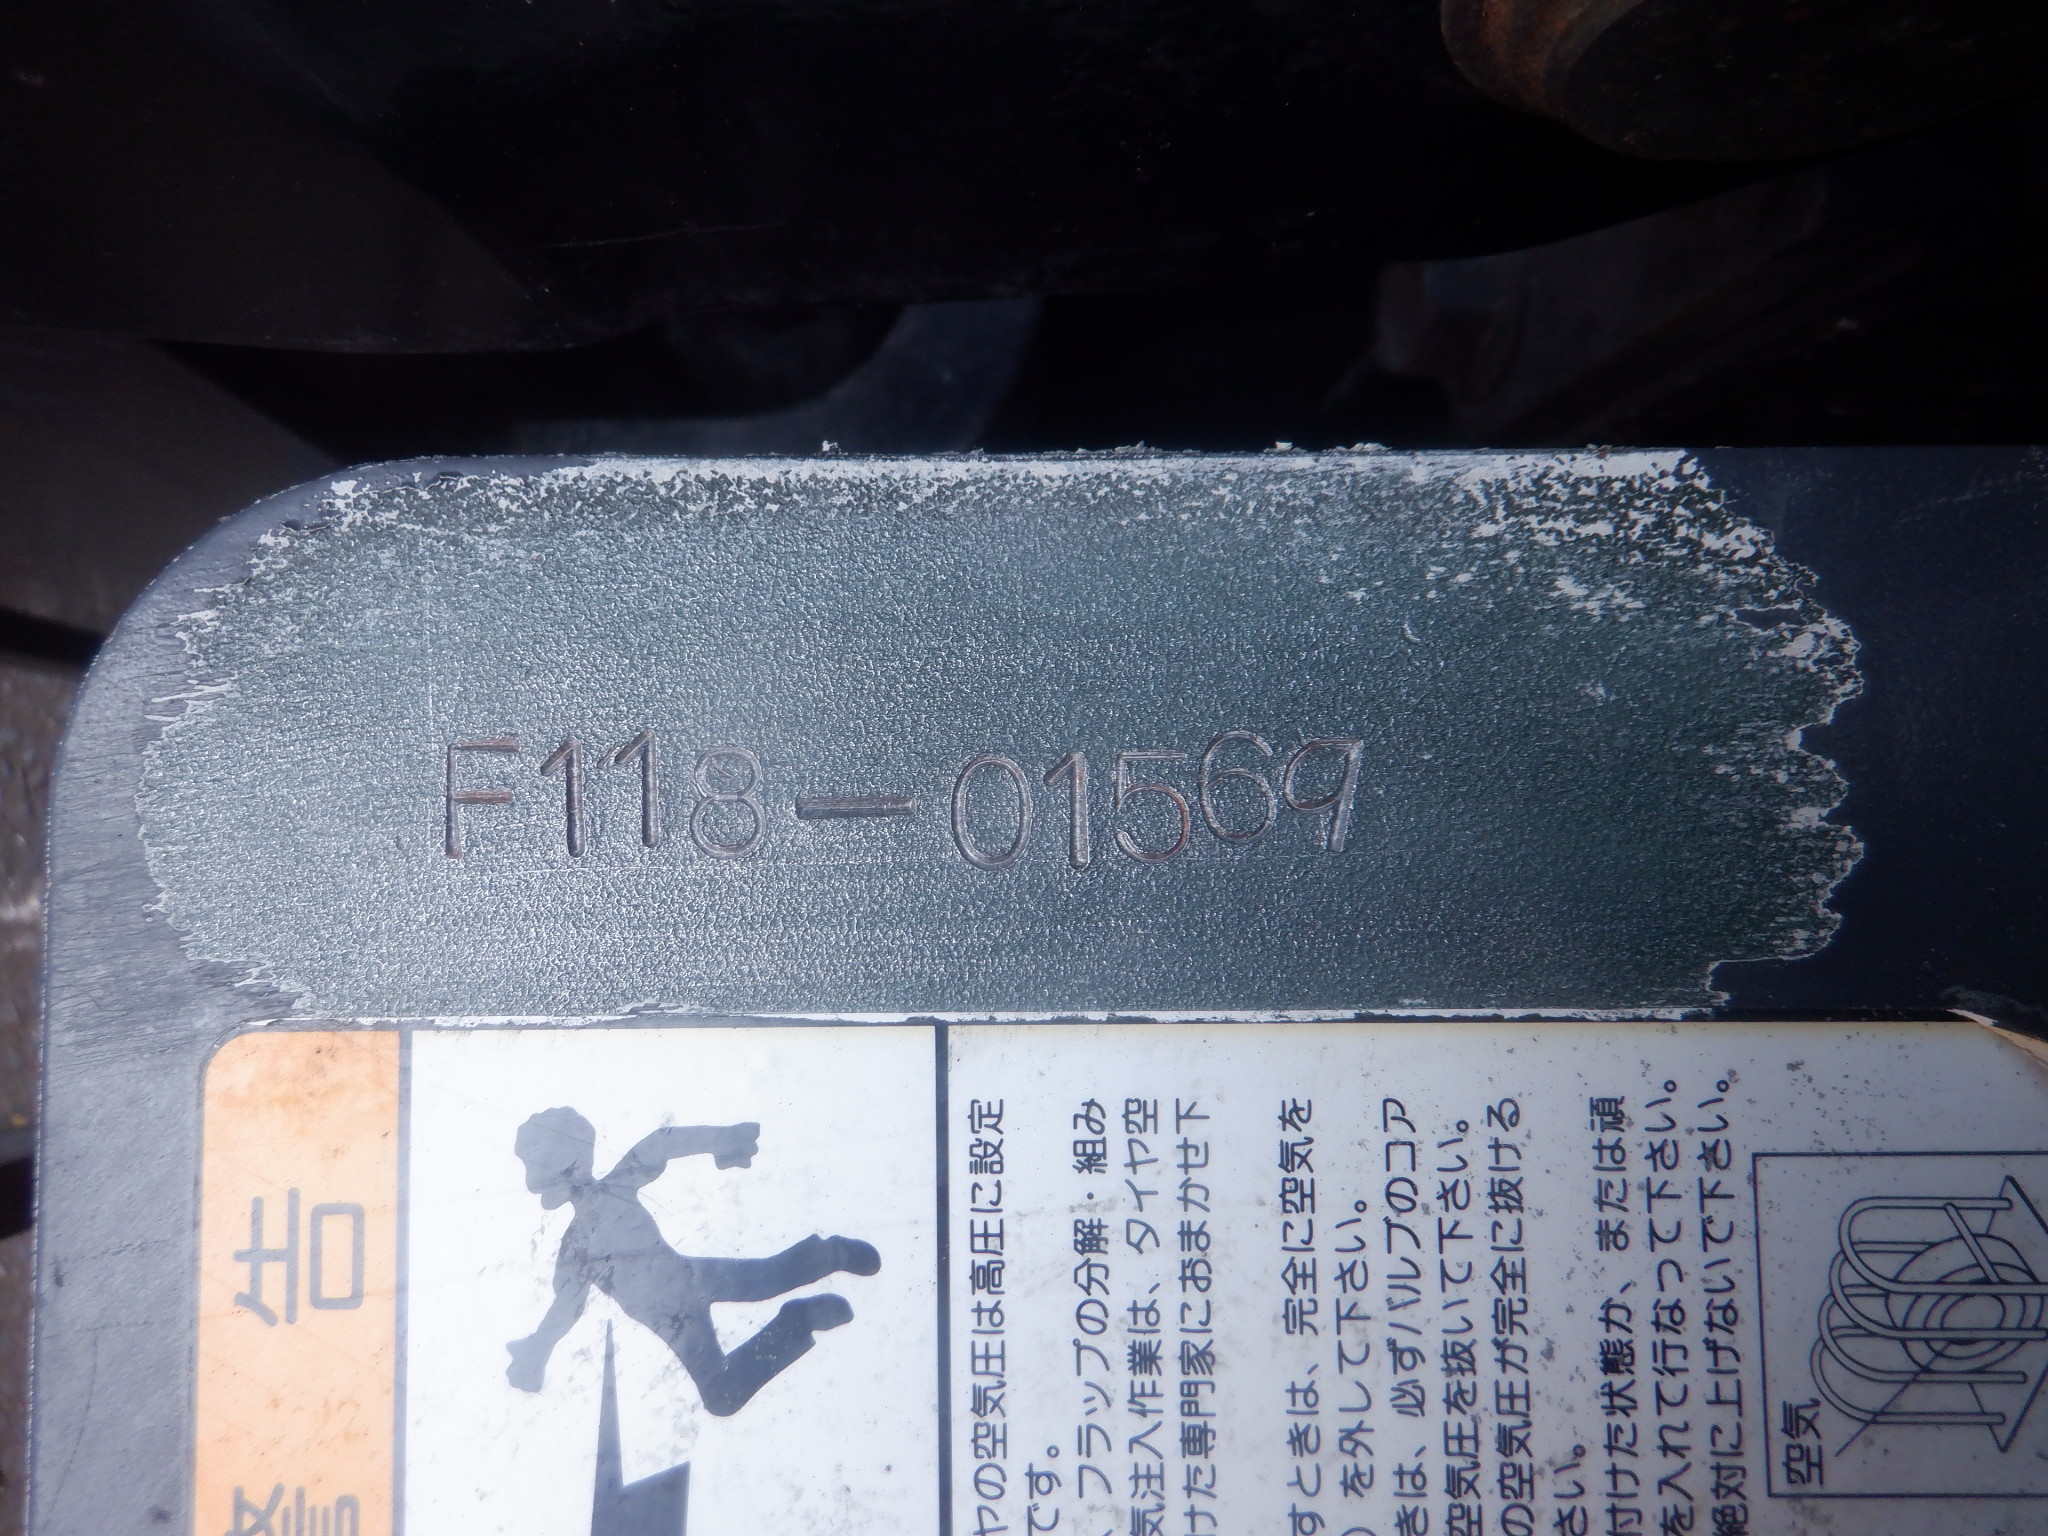 F118-01569
警告
ヤの空気圧は高圧に設定
です。
、フラップの分解・組み
気注入作業は、タイヤ空
けた専門家におまかせ下
すときは、完全に空気を
）を外して下さい。
きは、必ずバルブのコア
空気圧を抜いて下さい。
の空気圧が完全に抜ける
さい。
付けた状態か、または頑
を入れて行なって下さい。
絶対に上げないで下さい。
空気